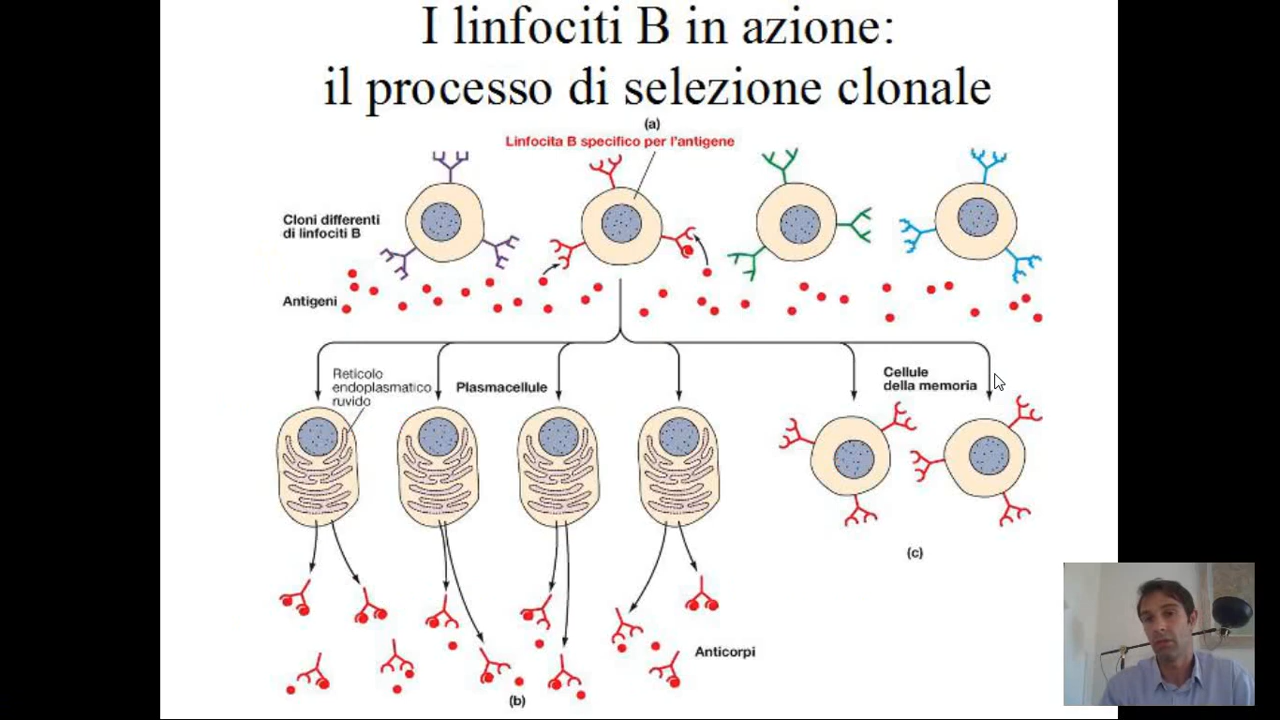 I linfociti B in azione:
il processo di selezione clonale
(a)
Linfocita B specifico per l'antigene
Cloni differenti
di linfociti B
Antigeni
Reticolo
endoplasmatico
ruvido
Plasmacellule
Cellule
della memoria
(c)
Anticorpi
(b)